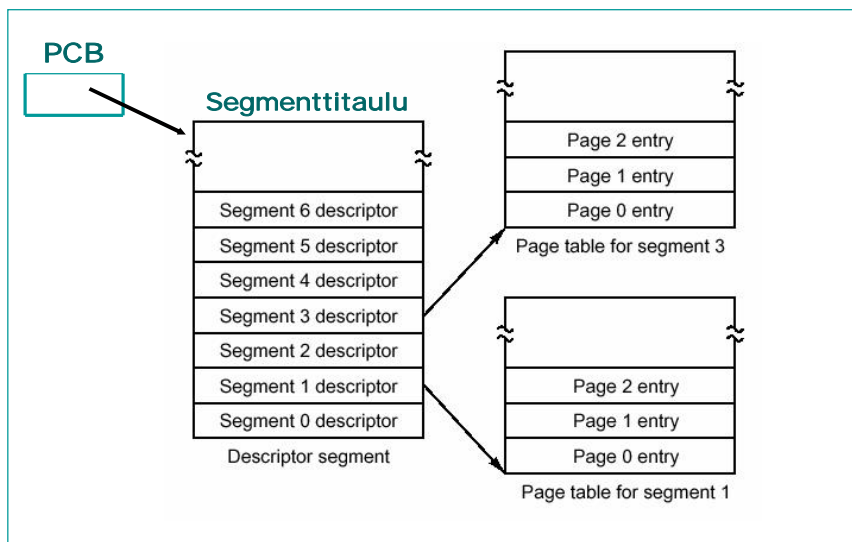 PCB
Segmenttitaulu
Segment 6 descriptor
Segment 5 descriptor
Segment 4 descriptor
Segment 3 descriptor
Segment 2 descriptor
Segment 1 descriptor
Segment 0 descriptor
Descriptor segment
Page 2 entry
Page 1 entry
Page 0 entry
Page table for segment 3
Page 2 entry
Page 1 entry
Page 0 entry
Page table for segment 1